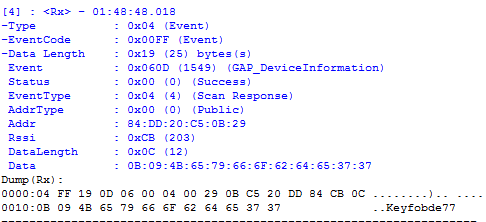 [4] : <Rx> - 01:48:48.018
-Type : 0x04 (Event)
-EventCode : 0x00FF (Event)
-Data Length : 0x19 (25) bytes(s)
Event : 0x060D (1549) (GAP_DeviceInformation)
Status : 0x00 (0) (Success)
EventType : 0x04 (4) (Scan Response)
AddrType : 0x00 (0) (Public)
Addr : 84:DD:20:C5:0B:29
Rssi : 0xCB (203)
DataLength : 0x0C (12)
Data : 0B:09:4B:65:79:66:6F:62:64:65:37:37
Dump(Rx):
0000:04 FF 19 0D 06 00 04 00 29 0B C5 20 DD 84 CB 0C ........).. ....
0010:0B 09 4B 65 79 66 6F 62 64 65 37 37 ..Keyfobde77